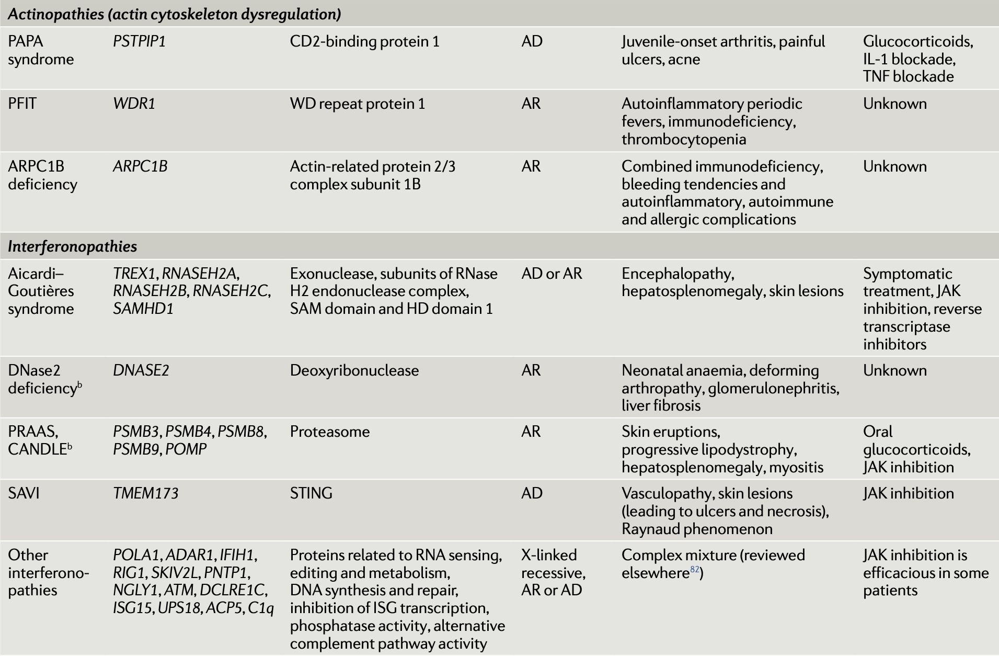 Actinopathies (actin cytoskeleton dysregulation)
PAPA syndrome PSTPIP1 CD2-binding protein 1 AD Juvenile-onset arthritis, painful ulcers, acne Glucocorticoids, IL-1 blockade, TNF blockade
PFIT WDR1 WD repeat protein 1 AR Autoinflammatory periodic fevers, immunodeficiency, thrombocytopenia Unknown
ARPC1B deficiency ARPC1B Actin-related protein 2/3 complex subunit 1B AR Combined immunodeficiency, bleeding tendencies and autoinflammatory, autoimmune and allergic complications Unknown
Interferonopathies
Aicardi–Goutières syndrome TREX1, RNASEH2A, RNASEH2B, RNASEH2C, SAMHD1 Exonuclease, subunits of RNase H2 endonuclease complex, SAM domain and HD domain 1 AD or AR Encephalopathy, hepatosplenomegaly, skin lesions Symptomatic treatment, JAK inhibition, reverse transcriptase inhibitors
DNase2 deficiencyᵇ DNASE2 Deoxyribonuclease AR Neonatal anaemia, deforming arthropathy, glomerulonephritis, liver fibrosis Unknown
PRAAS, CANDLEᵇ PSMB3, PSMB4, PSMB8, PSMB9, POMP Proteasome AR Skin eruptions, progressive lipodystrophy, hepatosplenomegaly, myositis Oral glucocorticoids, JAK inhibition
SAVI TMEM173 STING AD Vasculopathy, skin lesions (leading to ulcers and necrosis), Raynaud phenomenon JAK inhibition
Other interferono-pathies POLA1, ADAR1, IFIH1, RIG1, SKIV2L, PNTP1, NGLY1, ATM, DCLRE1C, ISG15, UPS18, ACP5, C1q Proteins related to RNA sensing, editing and metabolism, DNA synthesis and repair, inhibition of ISG transcription, phosphatase activity, alternative complement pathway activity X-linked recessive, AR or AD Complex mixture (reviewed elsewhere⁸²) JAK inhibition is efficacious in some patients